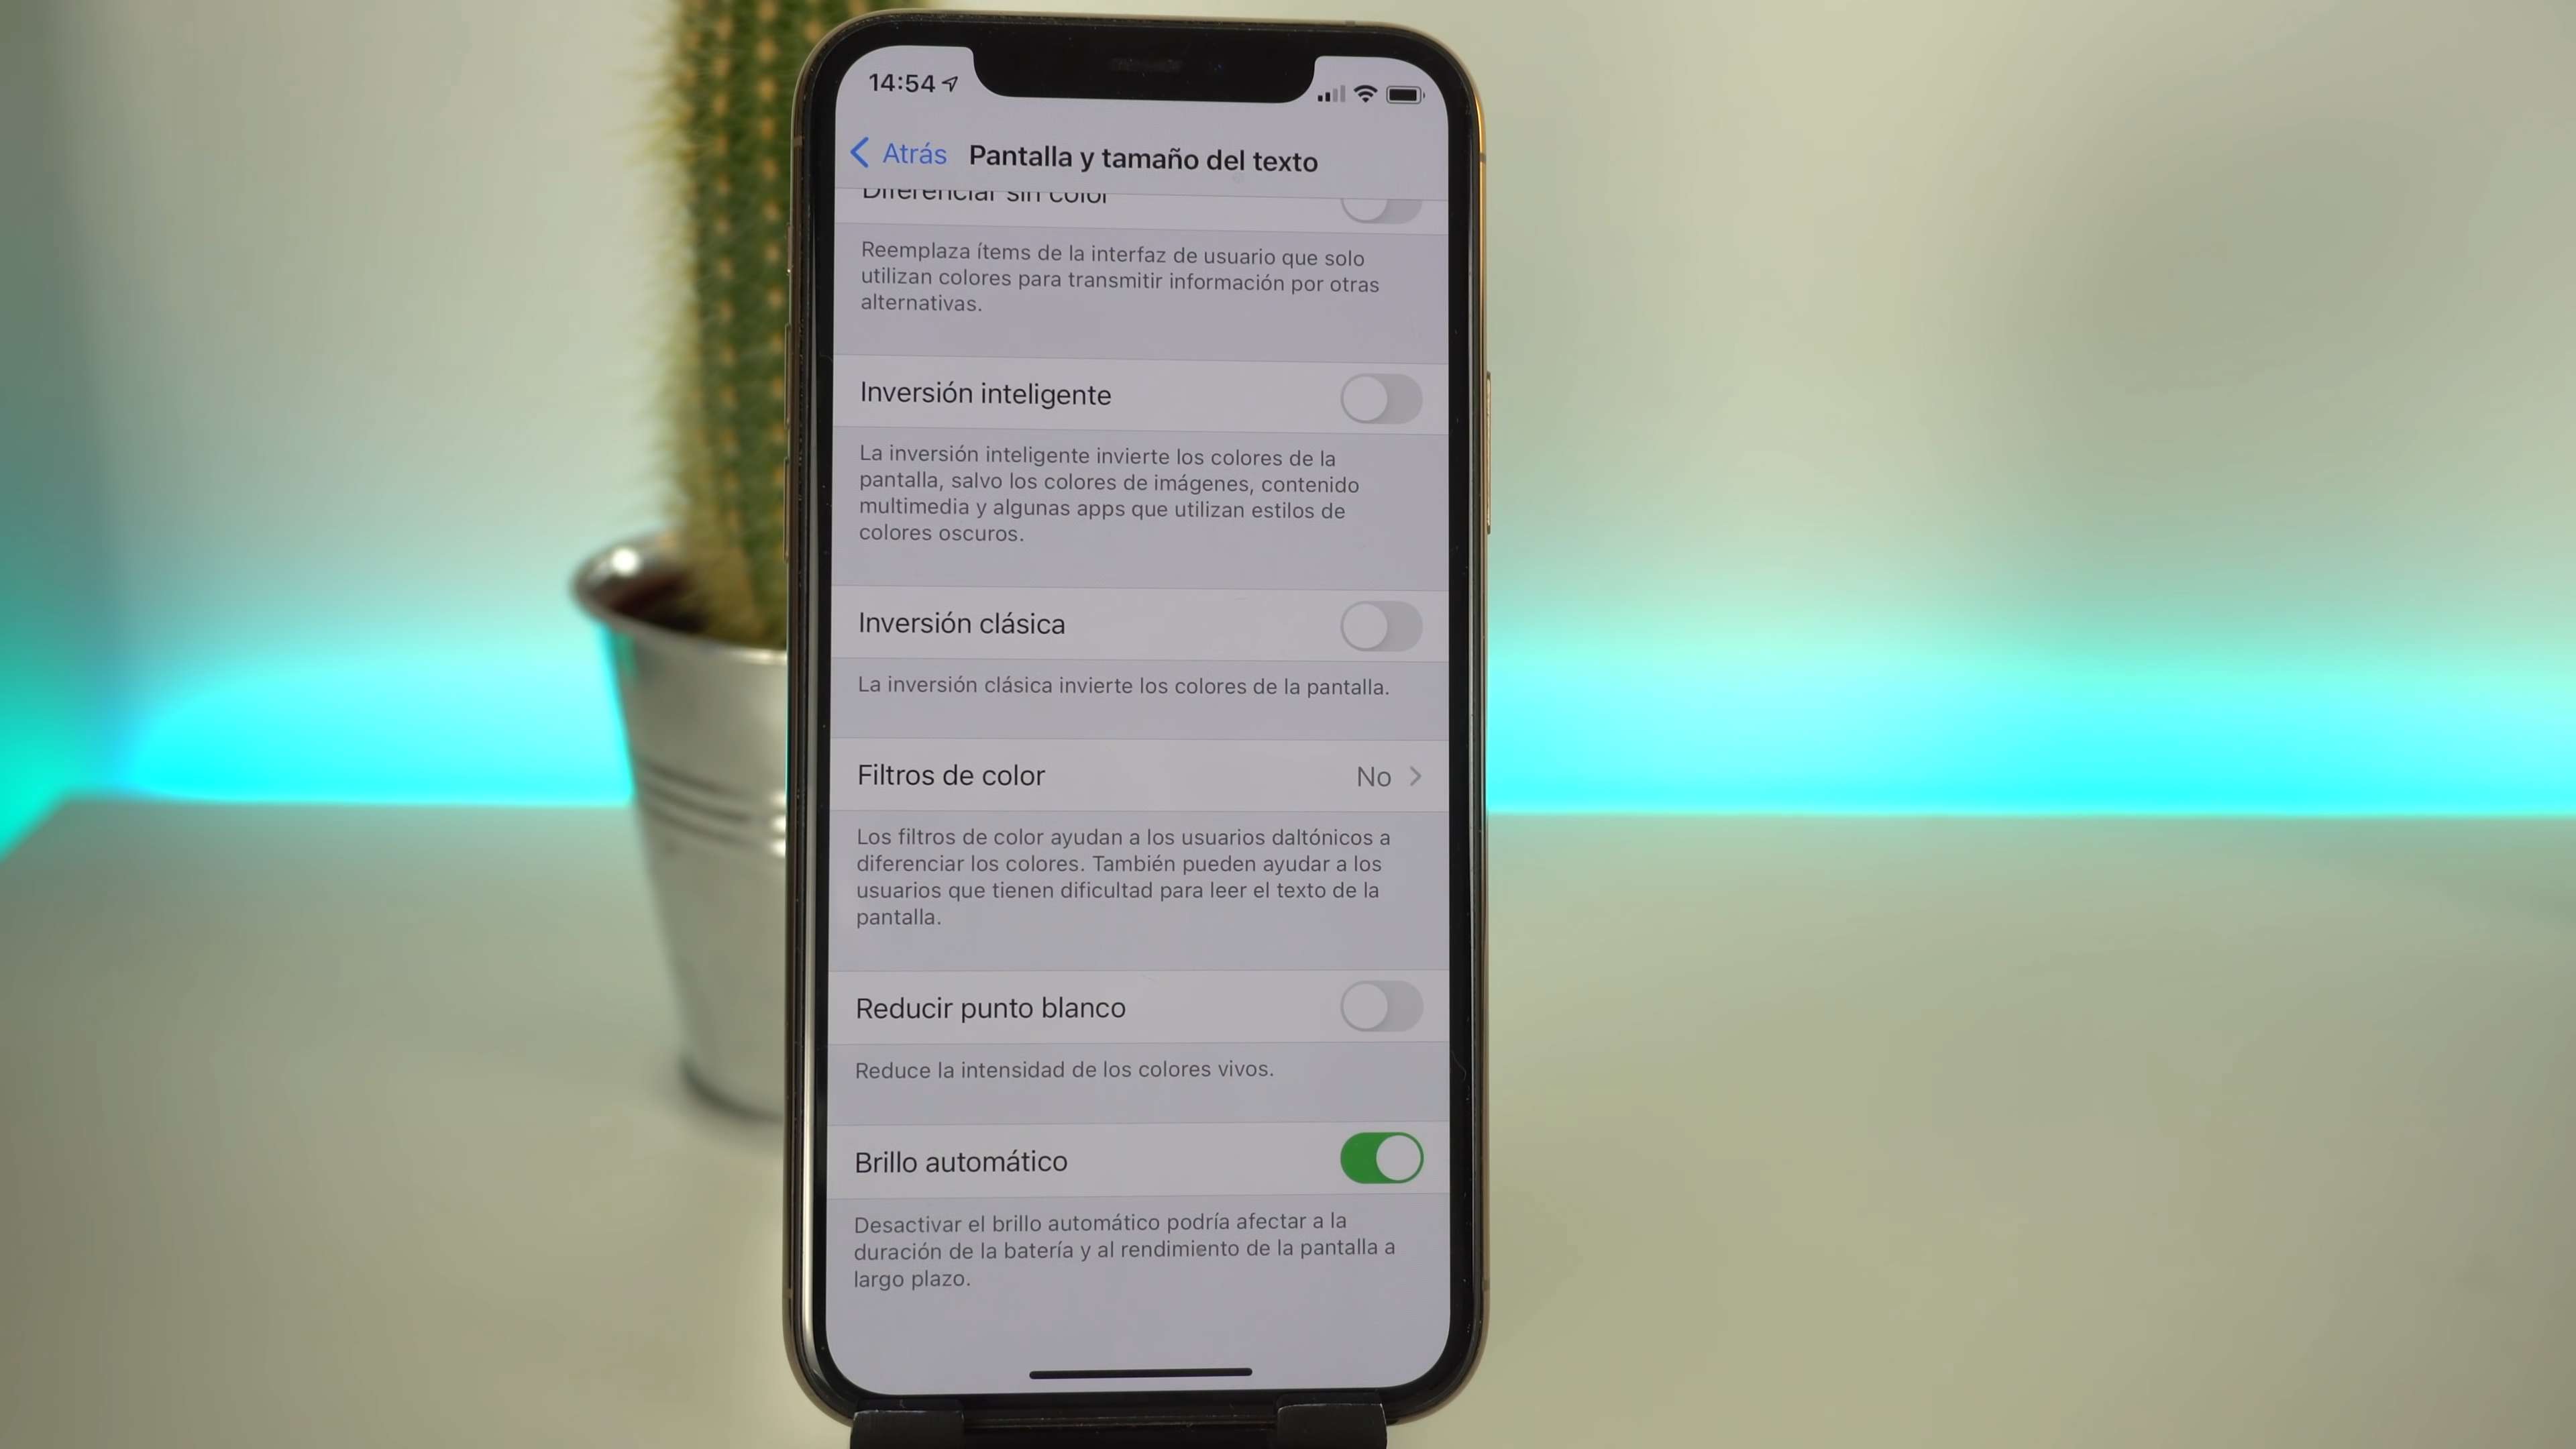 14:54
Atrás Pantalla y tamaño del texto
Diferenciar sin color
Reemplaza ítems de la interfaz de usuario que solo
utilizan colores para transmitir información por otras
alternativas.
Inversión inteligente
La inversión inteligente invierte los colores de la
pantalla, salvo los colores de imágenes, contenido
multimedia y algunas apps que utilizan estilos de
colores oscuros.
Inversión clásica
La inversión clásica invierte los colores de la pantalla.
Filtros de color No
Los filtros de color ayudan a los usuarios daltónicos a
diferenciar los colores. También pueden ayudar a los
usuarios que tienen dificultad para leer el texto de la
pantalla.
Reducir punto blanco
Reduce la intensidad de los colores vivos.
Brillo automático
Desactivar el brillo automático podría afectar a la
duración de la batería y al rendimiento de la pantalla a
largo plazo.